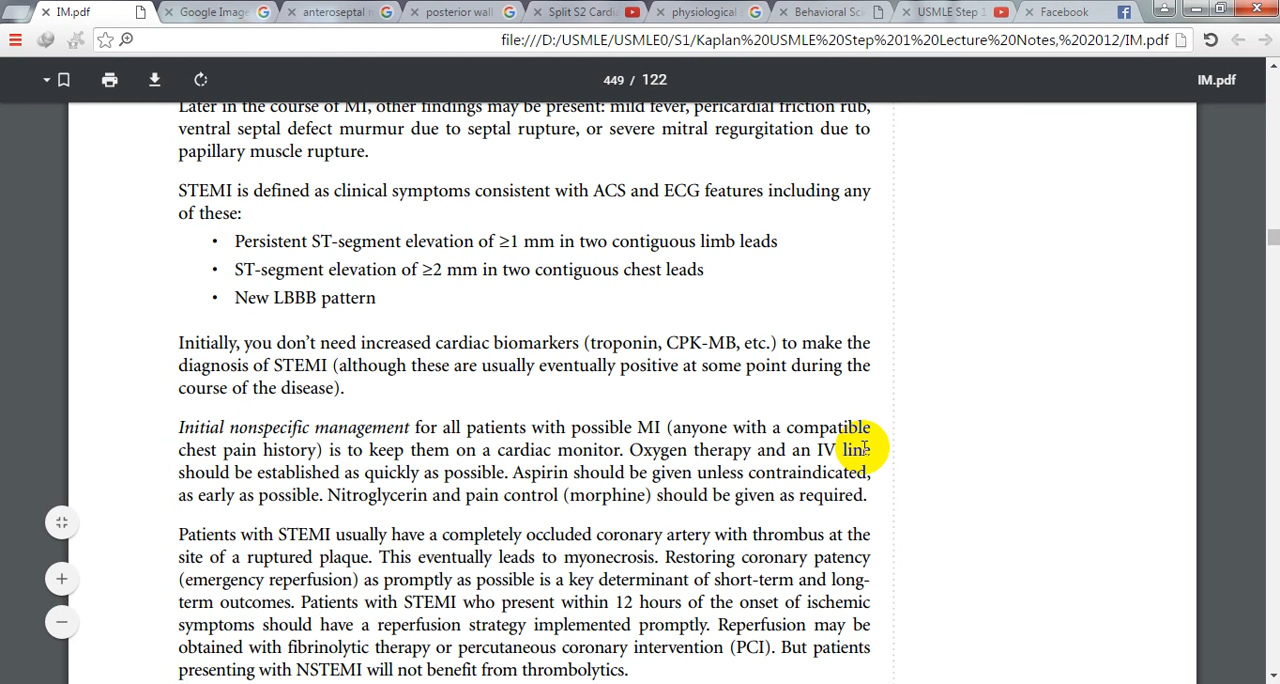 IM.pdf
Google Image
anteroseptal
posterior wall
Split S2 Cardi
physiological
Behavioral Sci
USMLE Step
Facebook
file:///D:/USMLE/USMLE0/S1/Kaplan%20USMLE%20Step%201%20Lecture%20Notes,%202012/IM.pdf
449 / 122
IM.pdf
Later in the course of MI, other findings may be present: mild fever, pericardial friction rub,
ventral septal defect murmur due to septal rupture, or severe mitral regurgitation due to
papillary muscle rupture.
STEMI is defined as clinical symptoms consistent with ACS and ECG features including any
of these:
• Persistent ST-segment elevation of ≥1 mm in two contiguous limb leads
• ST-segment elevation of ≥2 mm in two contiguous chest leads
• New LBBB pattern
Initially, you don’t need increased cardiac biomarkers (troponin, CPK-MB, etc.) to make the
diagnosis of STEMI (although these are usually eventually positive at some point during the
course of the disease).
Initial nonspecific management for all patients with possible MI (anyone with a compatible
chest pain history) is to keep them on a cardiac monitor. Oxygen therapy and an IV line
should be established as quickly as possible. Aspirin should be given unless contraindicated,
as early as possible. Nitroglycerin and pain control (morphine) should be given as required.
Patients with STEMI usually have a completely occluded coronary artery with thrombus at the
site of a ruptured plaque. This eventually leads to myonecrosis. Restoring coronary patency
(emergency reperfusion) as promptly as possible is a key determinant of short-term and long-
term outcomes. Patients with STEMI who present within 12 hours of the onset of ischemic
symptoms should have a reperfusion strategy implemented promptly. Reperfusion may be
obtained with fibrinolytic therapy or percutaneous coronary intervention (PCI). But patients
presenting with NSTEMI will not benefit from thrombolytics.